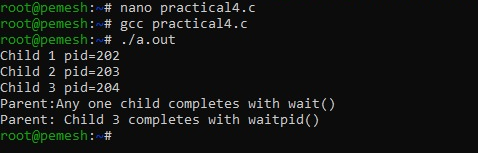 root@pemesh:~# nano practical4.c
root@pemesh:~# gcc practical4.c
root@pemesh:~# ./a.out
Child 1 pid=202
Child 2 pid=203
Child 3 pid=204
Parent:Any one child completes with wait()
Parent: Child 3 completes with waitpid()
root@pemesh:~#